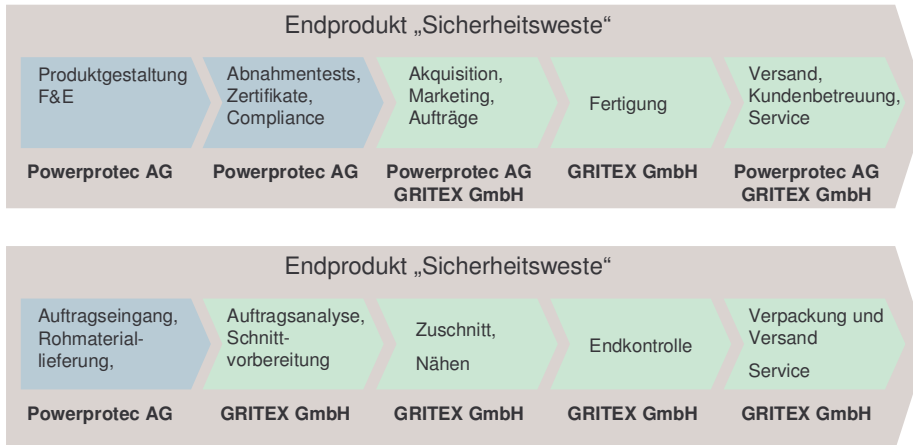 Endprodukt „Sicherheitsweste“
Produktgestaltung
F&E
Abnahmentests,
Zertifikate,
Compliance
Akquisition,
Marketing,
Aufträge
Fertigung
Versand,
Kundenbetreuung,
Service
Powerprotec AG
Powerprotec AG
Powerprotec AG
GRITEX GmbH
GRITEX GmbH
Powerprotec AG
GRITEX GmbH
Endprodukt „Sicherheitsweste“
Auftragseingang,
Rohmaterial-
lieferung,
Auftragsanalyse,
Schnitt-
vorbereitung
Zuschnitt,
Nähen
Endkontrolle
Verpackung und
Versand
Service
Powerprotec AG
GRITEX GmbH
GRITEX GmbH
GRITEX GmbH
GRITEX GmbH